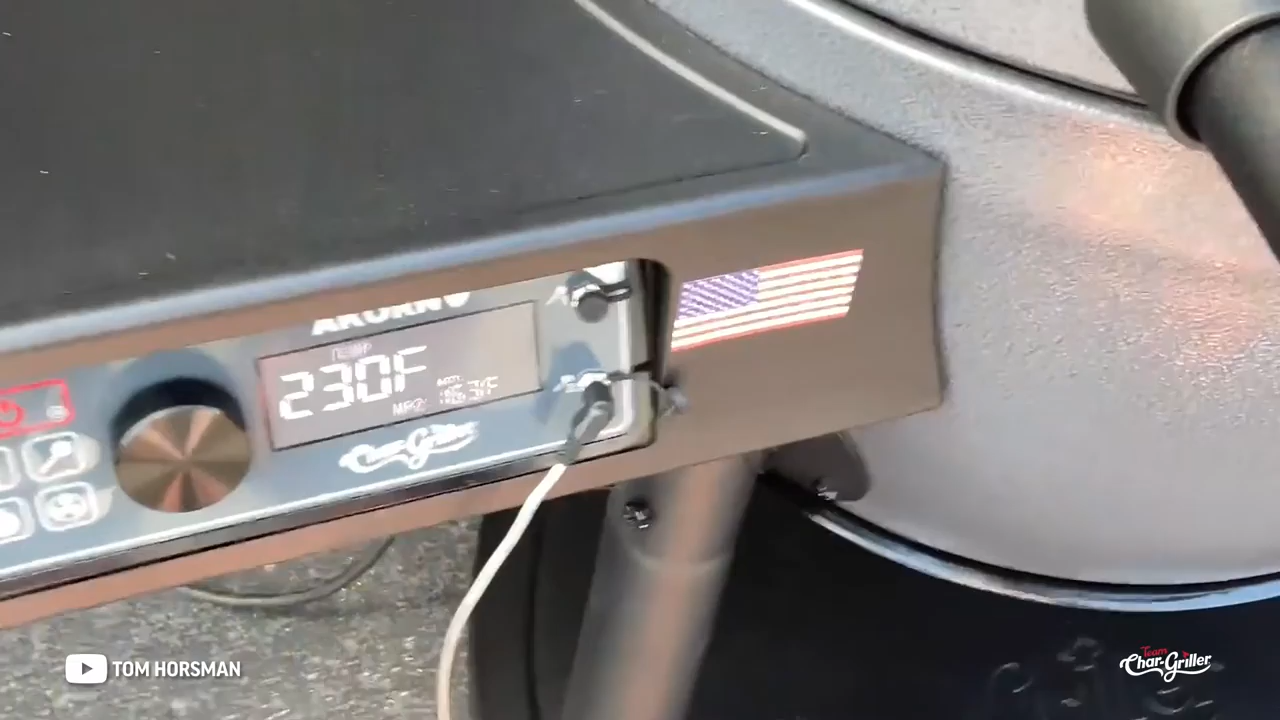 AKORN
TEMP
230F
Char-Griller
TOM HORSMAN
Team
Char-Griller